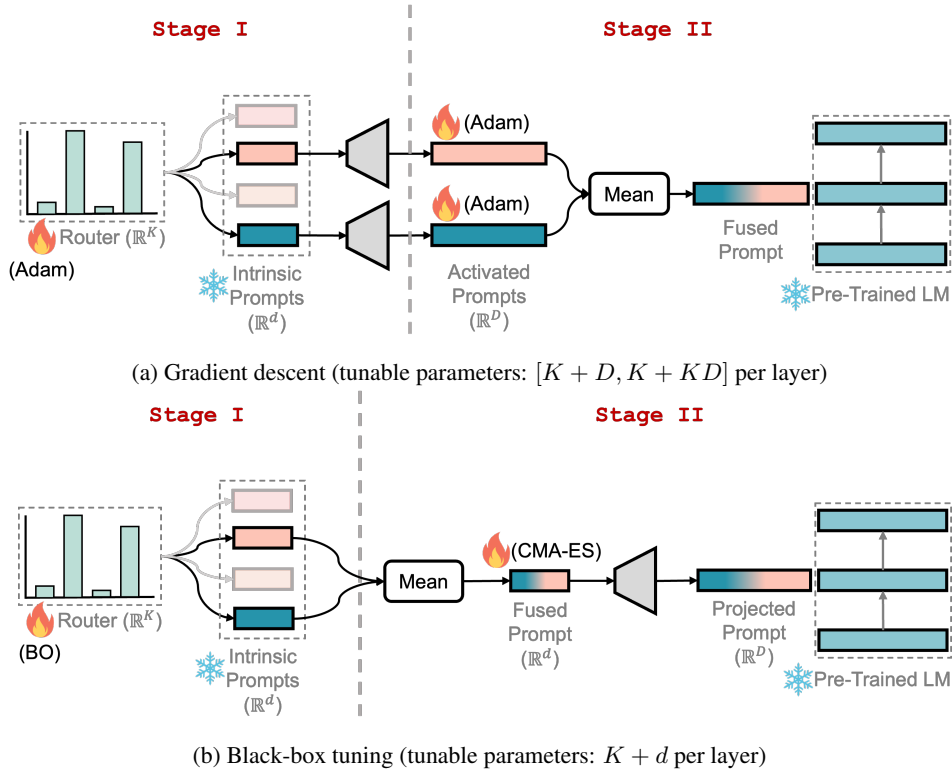 Stage I
Stage II
(Adam)
(Adam)
Mean
Router (ℝ^K)
(Adam)
Intrinsic
Prompts
(ℝ^d)
Activated
Prompts
(ℝ^D)
Fused
Prompt
Pre-Trained LM
(a) Gradient descent (tunable parameters: [K + D, K + KD] per layer)
Stage I
Stage II
(CMA-ES)
Mean
Router (ℝ^K)
(BO)
Intrinsic
Prompts
(ℝ^d)
Fused
Prompt
(ℝ^d)
Projected
Prompt
(ℝ^D)
Pre-Trained LM
(b) Black-box tuning (tunable parameters: K + d per layer)